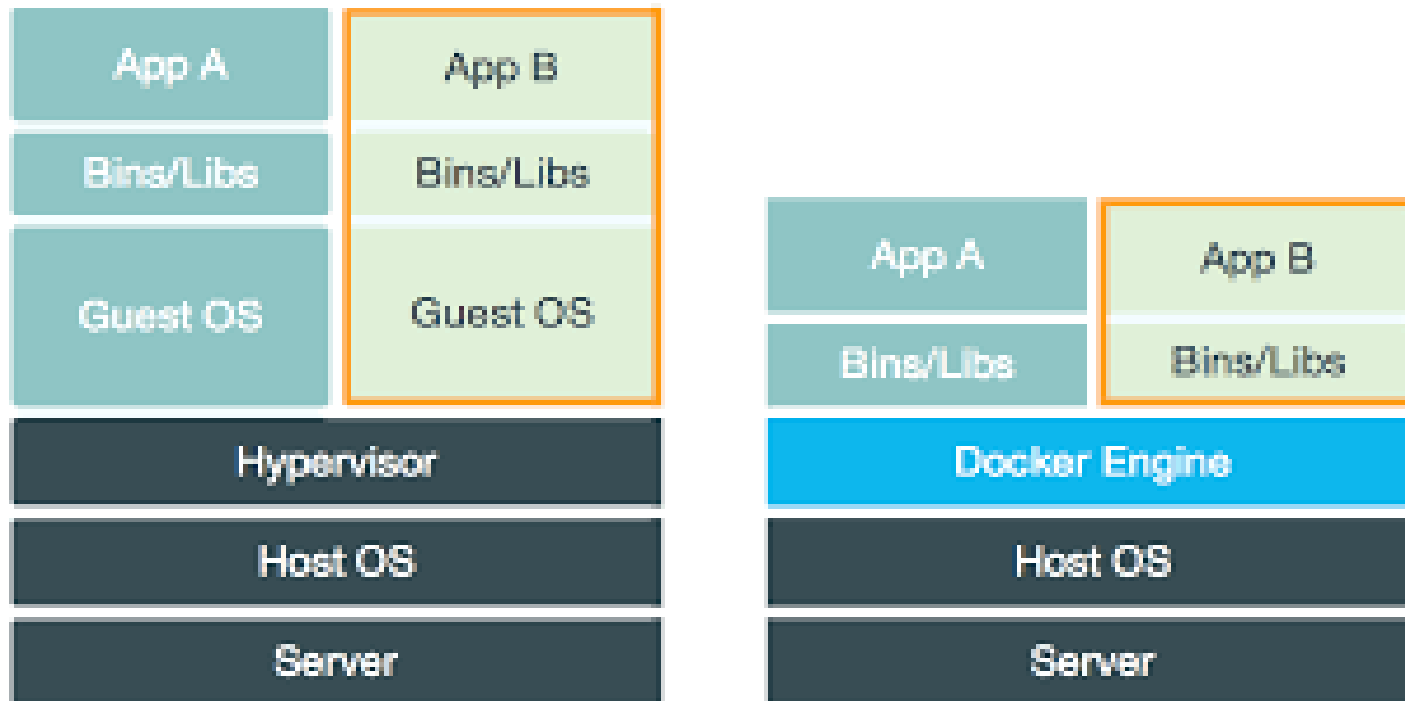 App A
App B
Bins/Libs
Bins/Libs
Guest OS
Guest OS
Hypervisor
Host OS
Server
App A
App B
Bins/Libs
Bins/Libs
Docker Engine
Host OS
Server